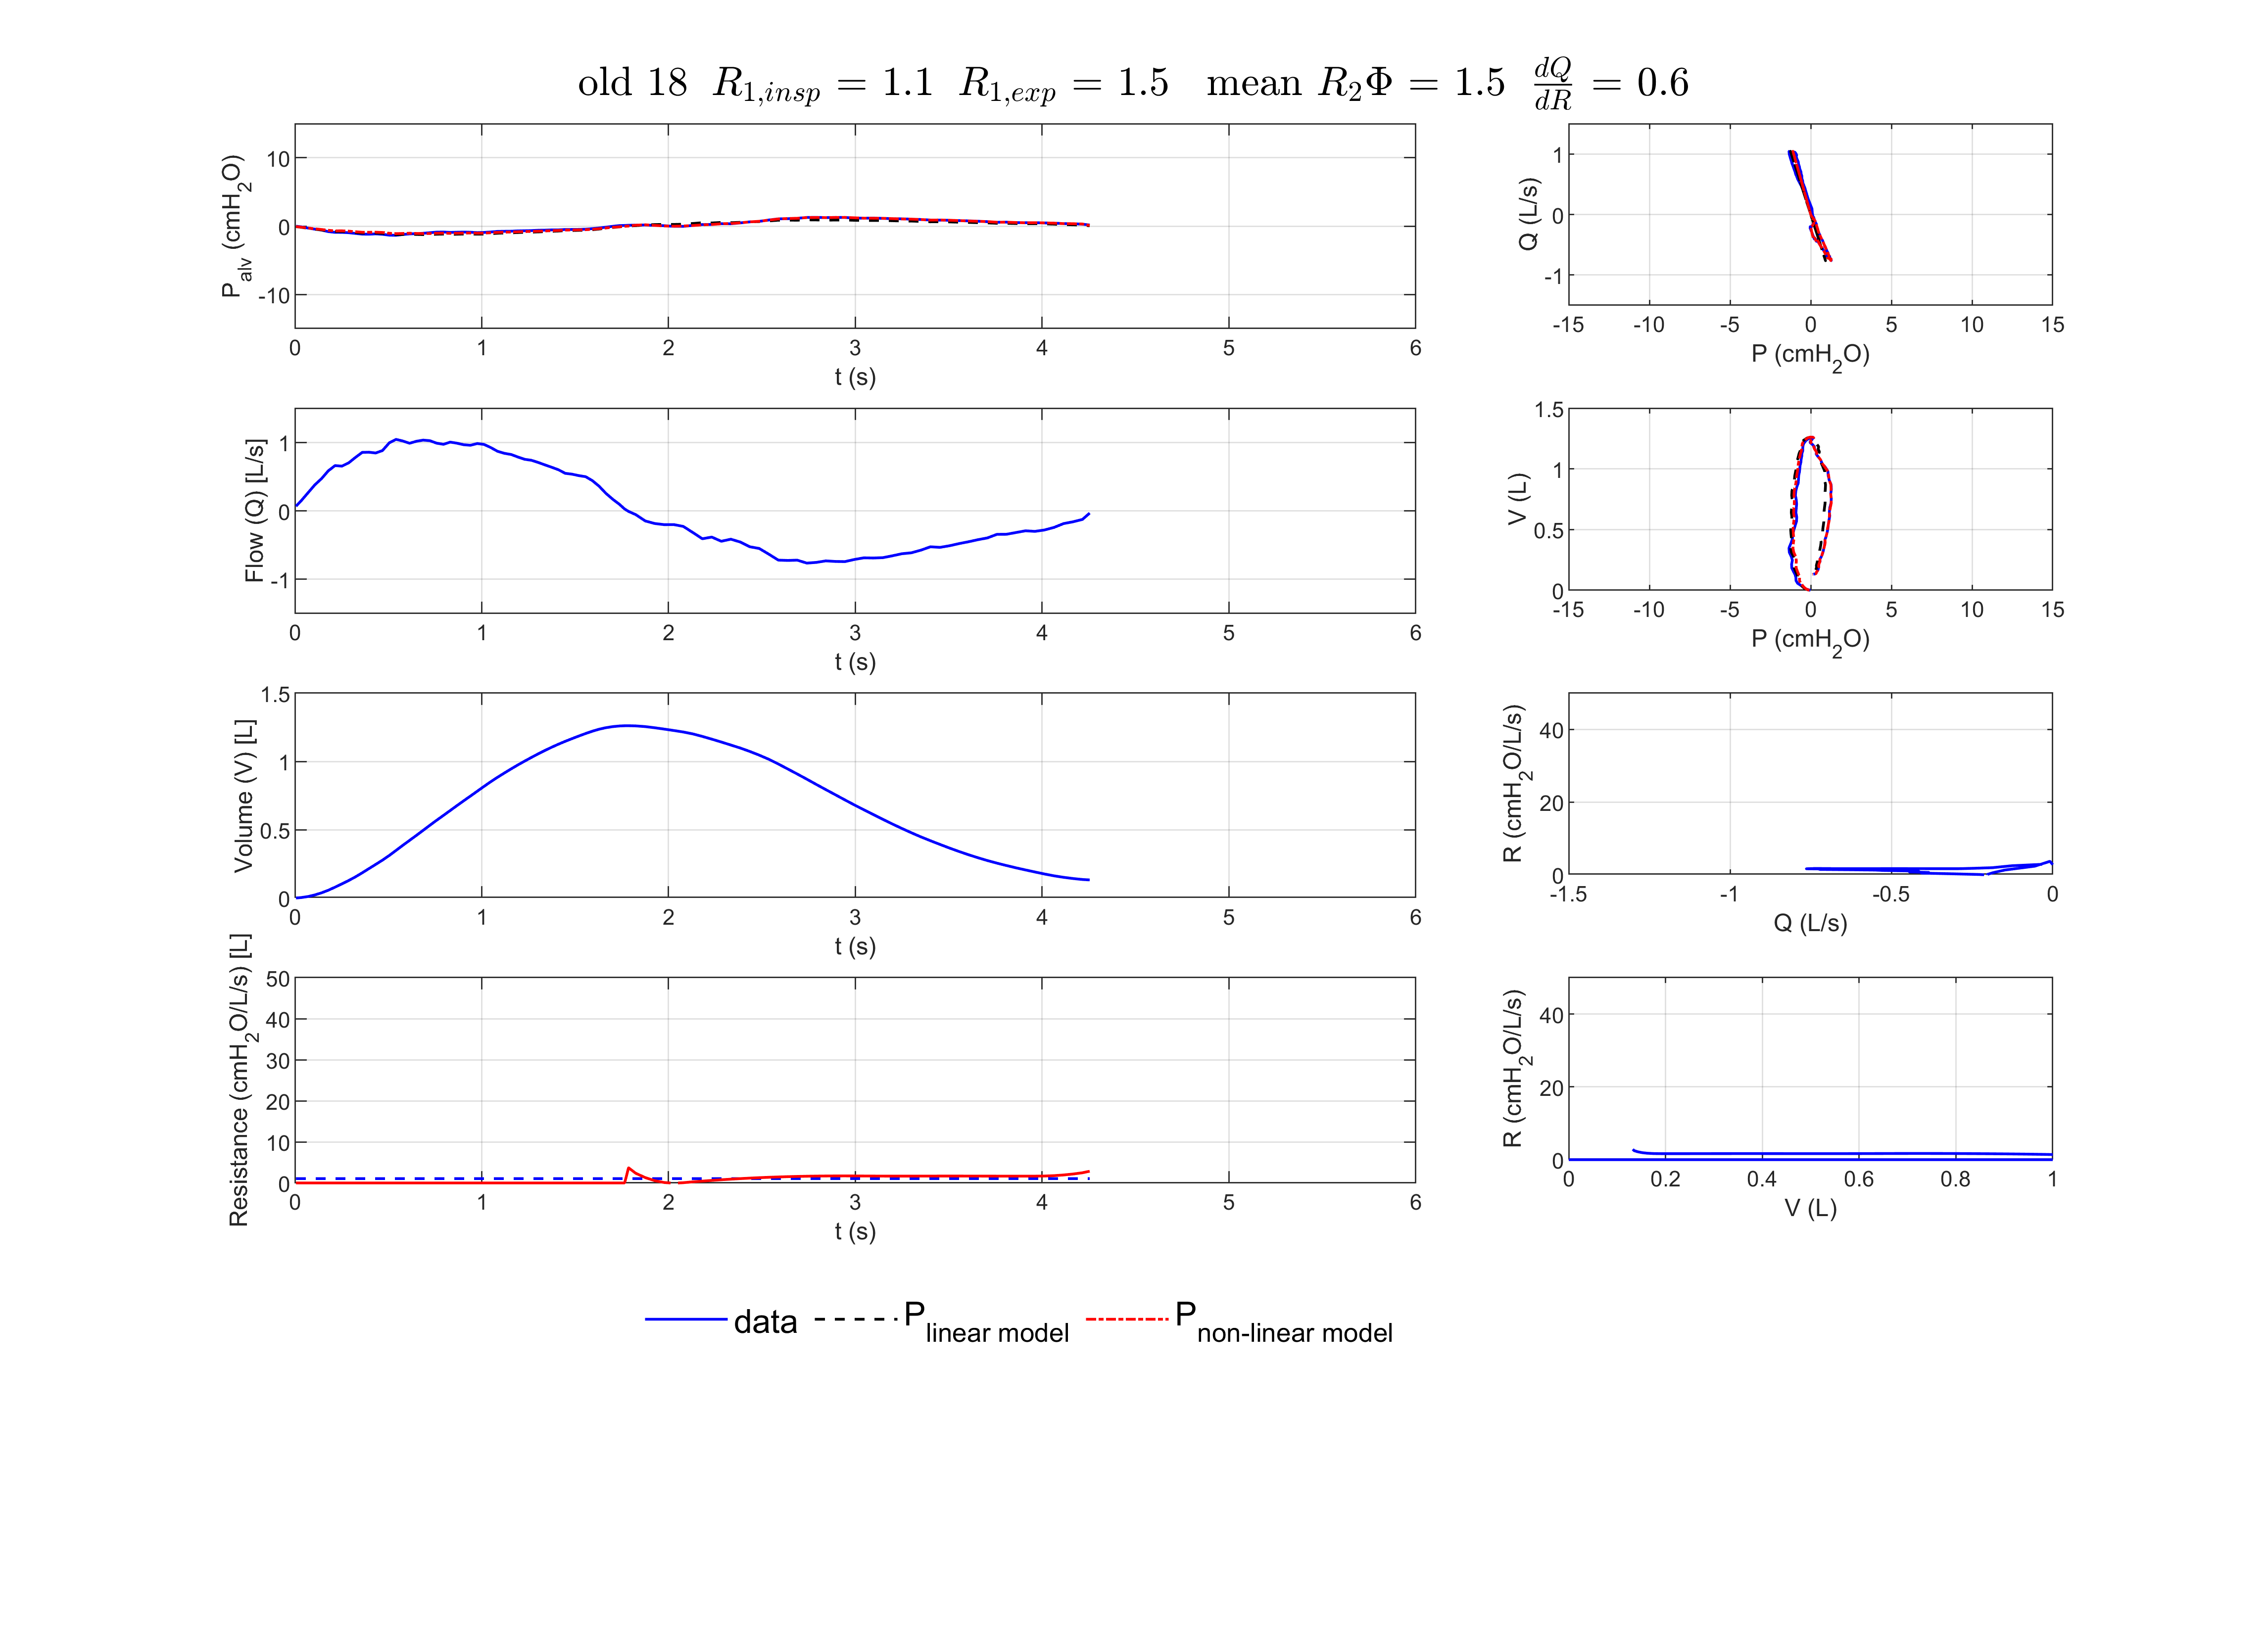 old 18 R1,insp = 1.1 R1,exp = 1.5 mean R2Φ = 1.5 dQ/dR = 0.6
Palv (cmH2O)
10
0
-10
0 1 2 3 4 5 6
t (s)
Q (L/s)
1
0
-1
-15 -10 -5 0 5 10 15
P (cmH2O)
Flow (Q) [L/s]
1
0
-1
0 1 2 3 4 5 6
t (s)
V (L)
1.5
1
0.5
0
-15 -10 -5 0 5 10 15
P (cmH2O)
Volume (V) [L]
1.5
1
0.5
0
0 1 2 3 4 5 6
t (s)
R (cmH2O/L/s)
40
20
0
-1.5 -1 -0.5 0
Q (L/s)
Resistance (cmH2O/L/s) [L]
50
40
30
20
10
0
0 1 2 3 4 5 6
t (s)
R (cmH2O/L/s)
40
20
0
0 0.2 0.4 0.6 0.8 1
V (L)
data Plinear model Pnon-linear model